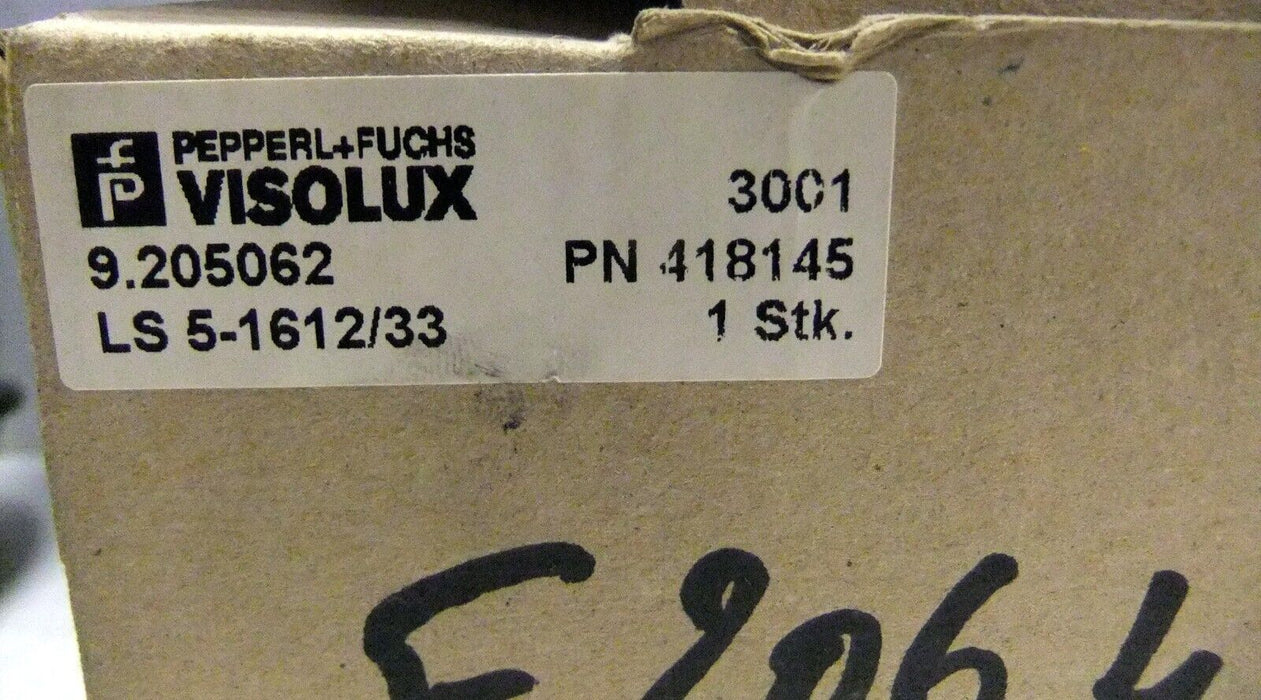 PEPPERL+FUCHS
VISOLUX
3001
9.205062
PN 418145
LS 5-1612/33
1 Stk.